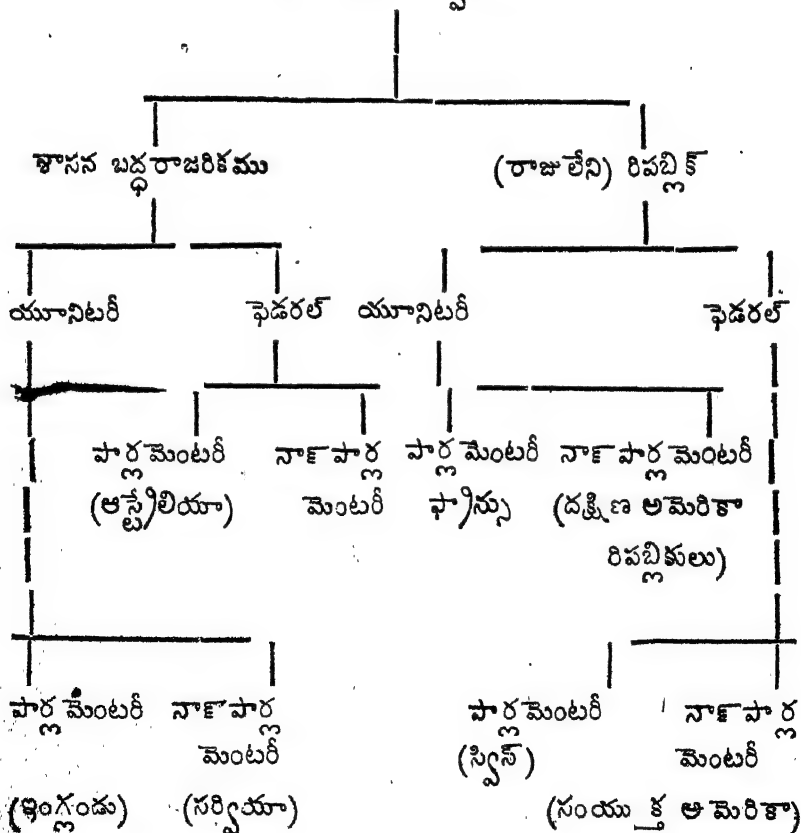 శాసన బద్ధరాజరికము (రాజులేని) రిపబ్లిక్
యూనిటరీ ఫెడరల్ యూనిటరీ ఫెడరల్
పార్లమెంటరీ నాన్ పార్ల పార్లమెంటరీ నాన్ పార్లమెంటరీ
(ఆస్ట్రేలియా) మెంటరీ ఫ్రాన్సు (దక్షిణ అమెరికా
రిపబ్లికులు)
పార్లమెంటరీ నాన్ పార్ల పార్లమెంటరీ నాన్ పార్ల
మెంటరీ (స్విస్) మెంటరీ
(ఇంగ్లండు) (సర్వియా) (సంయుక్త అమెరికా)